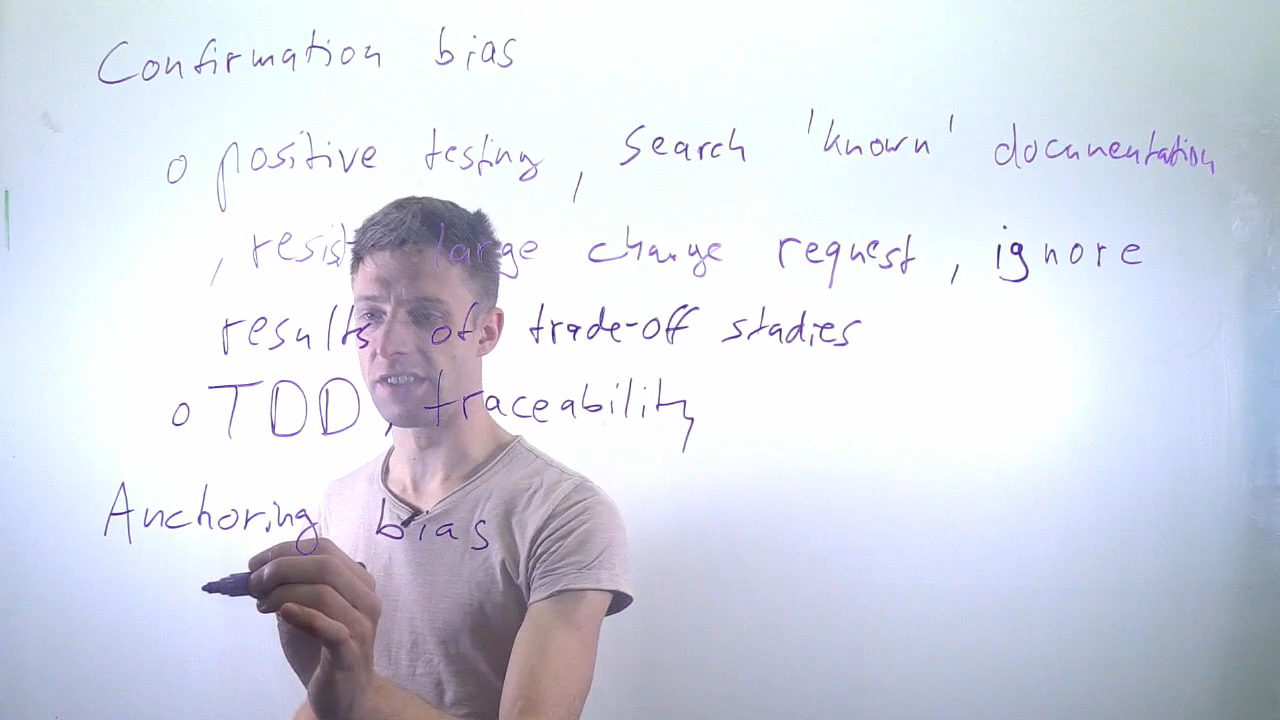 Confirmation bias
o positive testing, search 'known' documentation
, resist large change request, ignore
results of trade-off studies
o TDD, traceability
Anchoring bias